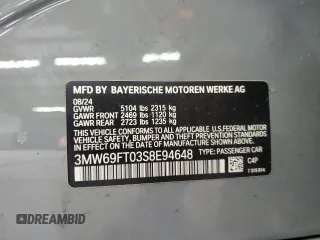 MFD BY BAYERISCHE MOTOREN WERKE AG
08/24
GVWR 5104 lbs 2315 kg
GAWR FRONT 2469 lbs 1120 kg
GAWR REAR 2723 lbs 1235 kg
THIS VEHICLE CONFORMS TO ALL APPLICABLE U.S. FEDERAL
SAFETY, BUMPER AND THEFT PREVENTION STANDARDS IN EFFECT
ON THE DATE OF MANUFACTURE SHOWN ABOVE.
3MW69FT03S8E94648 C4P
TYPE: PASSENGER CAR
DREAMBID